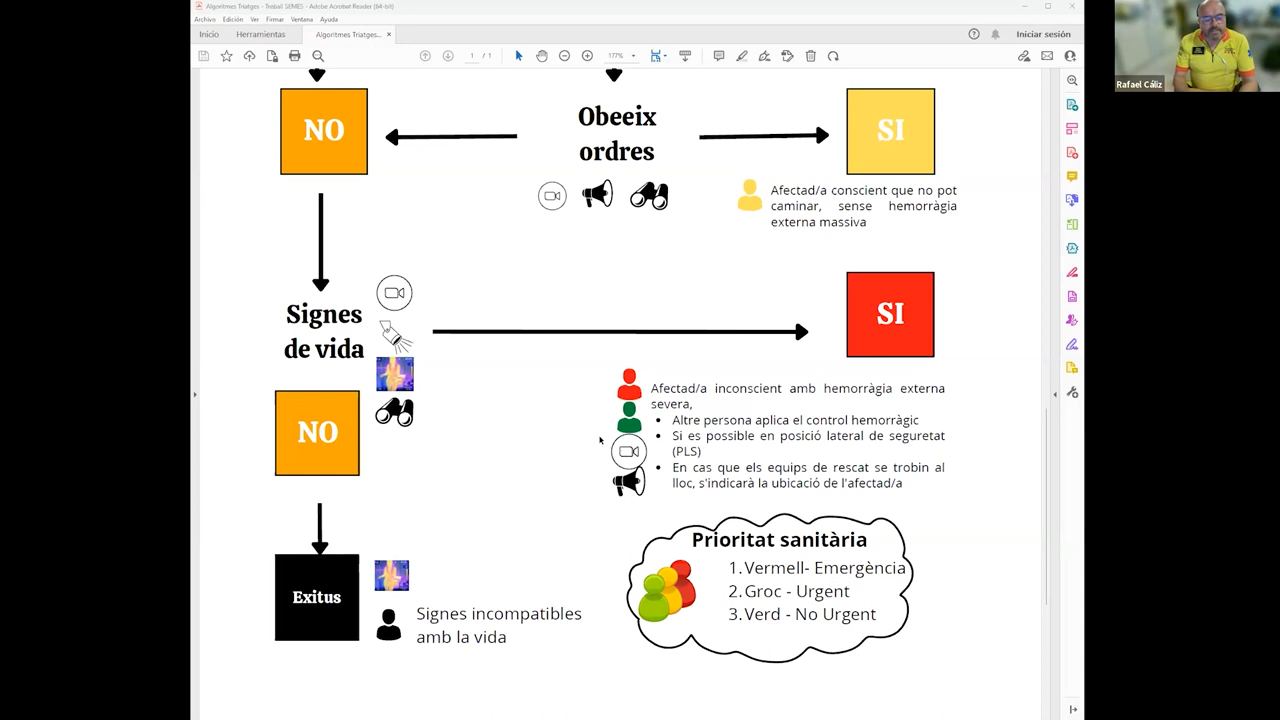 Algoritmes Triatges - Treball SEMES - Adobe Acrobat Reader (64-bit)
Archivo Edición Ver Firmar Ventana Ayuda
Inicio Herramientas Algoritmes Triatges... × Iniciar sesión
1 / 1 177%
Rafael Cáliz
NO
Obeeix
ordres
SI
Afectad/a conscient que no pot
caminar, sense hemorràgia
externa massiva
Signes
de vida
SI
NO
Afectad/a inconscient amb hemorràgia externa
severa,
• Altre persona aplica el control hemorràgic
• Si es possible en posició lateral de seguretat
(PLS)
• En cas que els equips de rescat se trobin al
lloc, s'indicarà la ubicació de l'afectad/a
Exitus
Signes incompatibles
amb la vida
Prioritat sanitària
1. Vermell- Emergència
2. Groc - Urgent
3. Verd - No Urgent